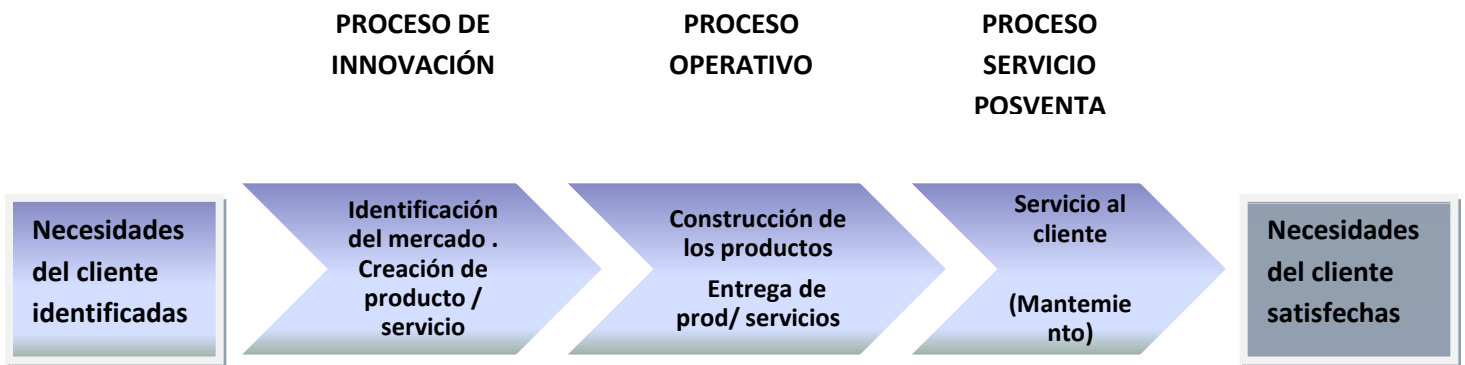 PROCESO DE
INNOVACIÓN
PROCESO
OPERATIVO
PROCESO
SERVICIO
POSVENTA
Necesidades
del cliente
identificadas
Identificación
del mercado .
Creación de
producto /
servicio
Construcción de
los productos
Entrega de
prod/ servicios
Servicio al
cliente
(Mantemie
nto)
Necesidades
del cliente
satisfechas